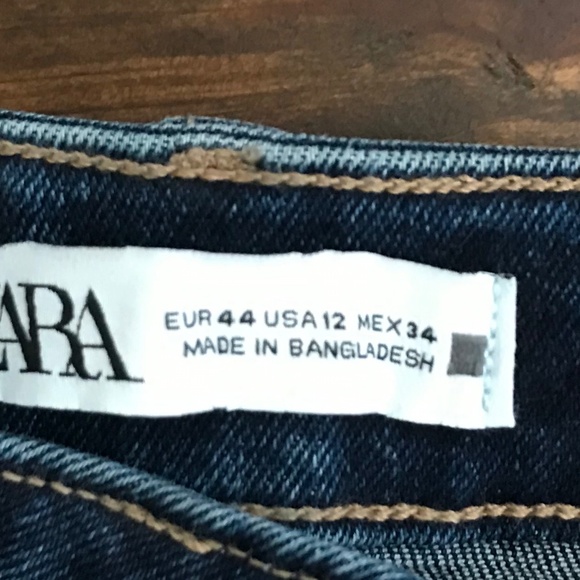 ARA
EUR 44 USA 12 MEX 34
MADE IN BANGLADESH